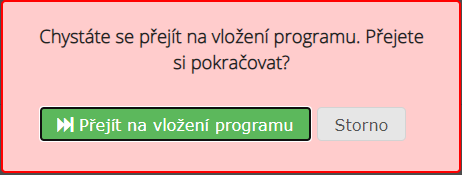 Chystáte se přejít na vložení programu. Přejete
si pokračovat?
Přejít na vložení programu Storno